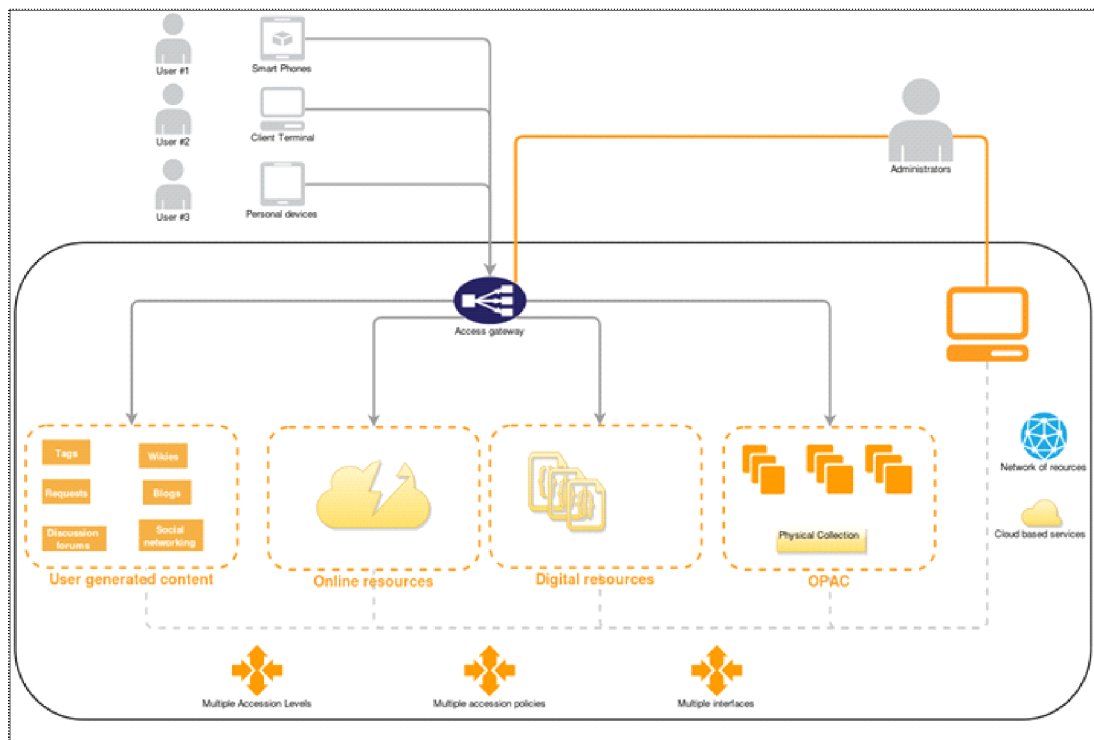 User #1
Smart Phones
User #2
Client Terminal
User #3
Personal devices
Administrators
Access gateway
Tags
Wikies
Requests
Blogs
Discussion
forums
Social
networking
User generated content
Online resources
Digital resources
Physical Collection
OPAC
Network of reources
Cloud based services
Multiple Accession Levels
Multiple accession policies
Multiple interfaces